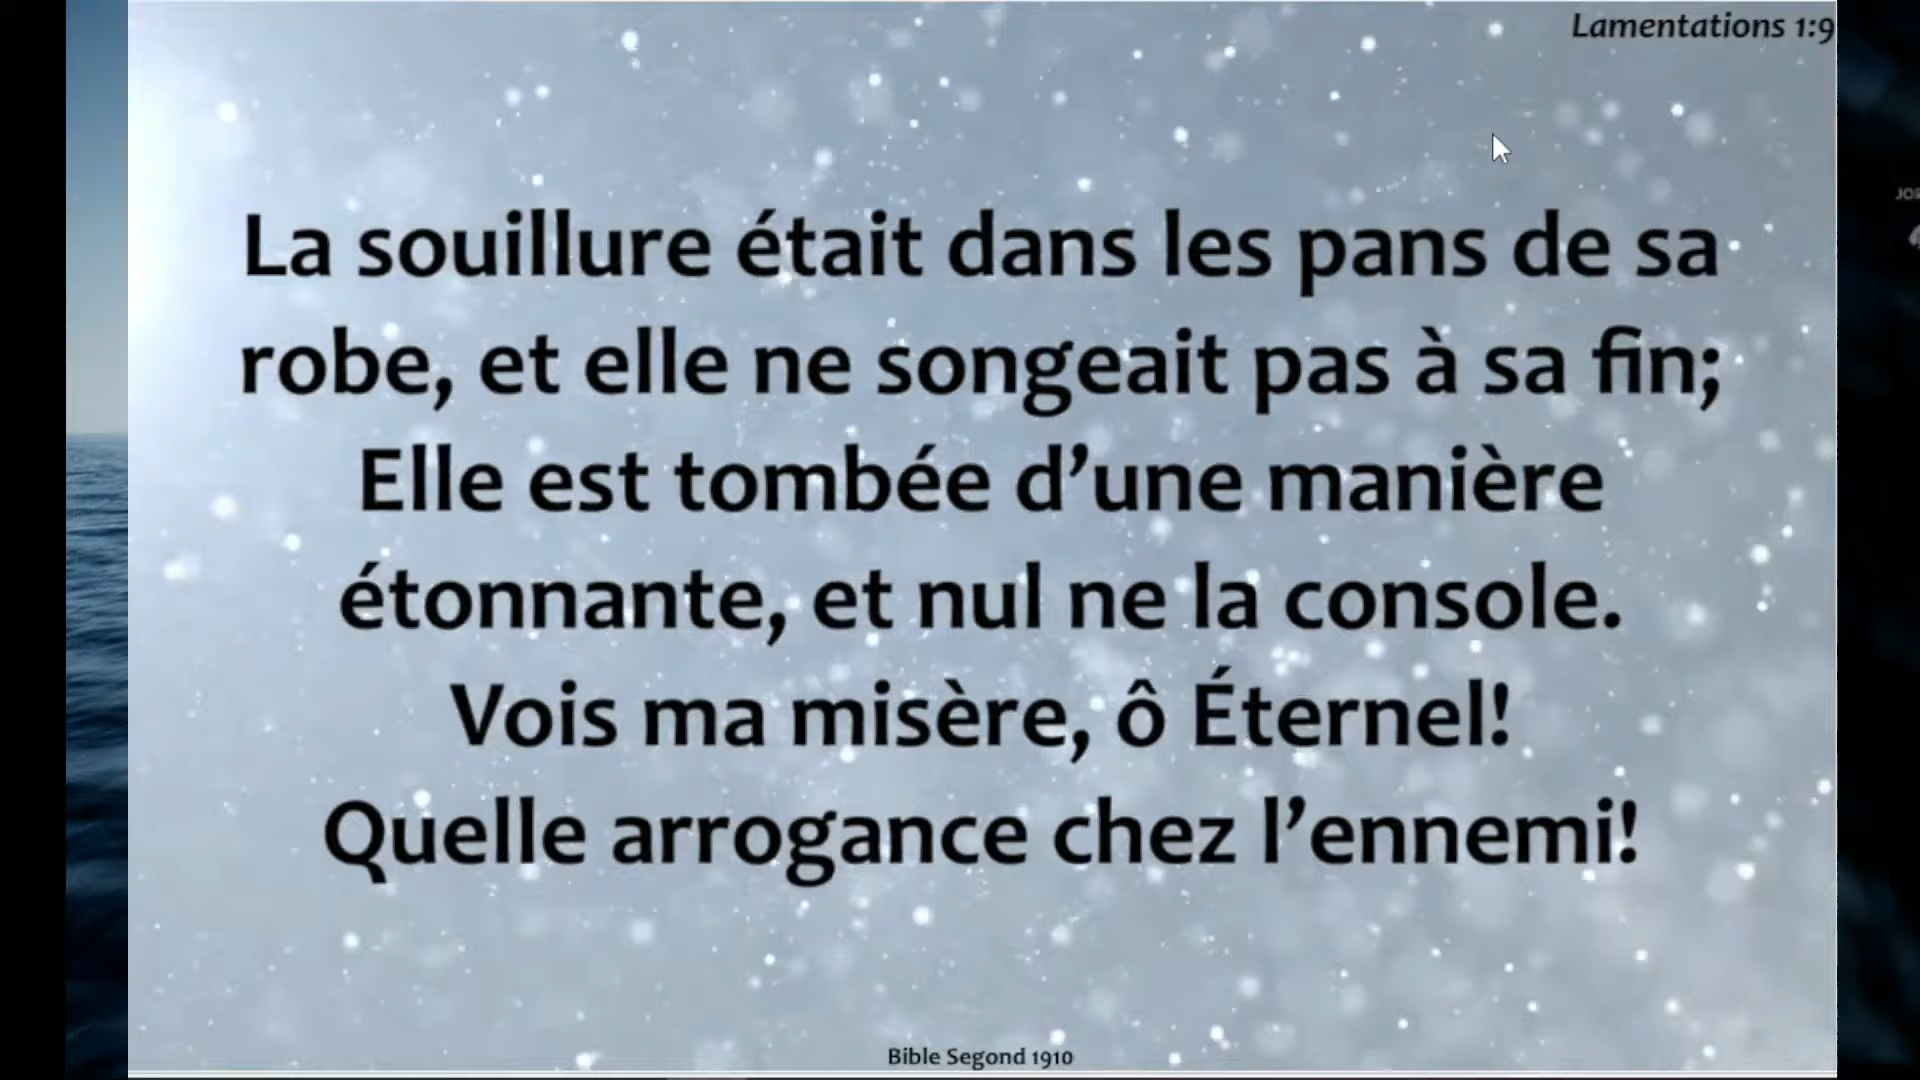 Lamentations 1:9
La souillure était dans les pans de sa
robe, et elle ne songeait pas à sa fin;
Elle est tombée d’une manière
étonnante, et nul ne la console.
Vois ma misère, ô Éternel!
Quelle arrogance chez l’ennemi!
Bible Segond 1910